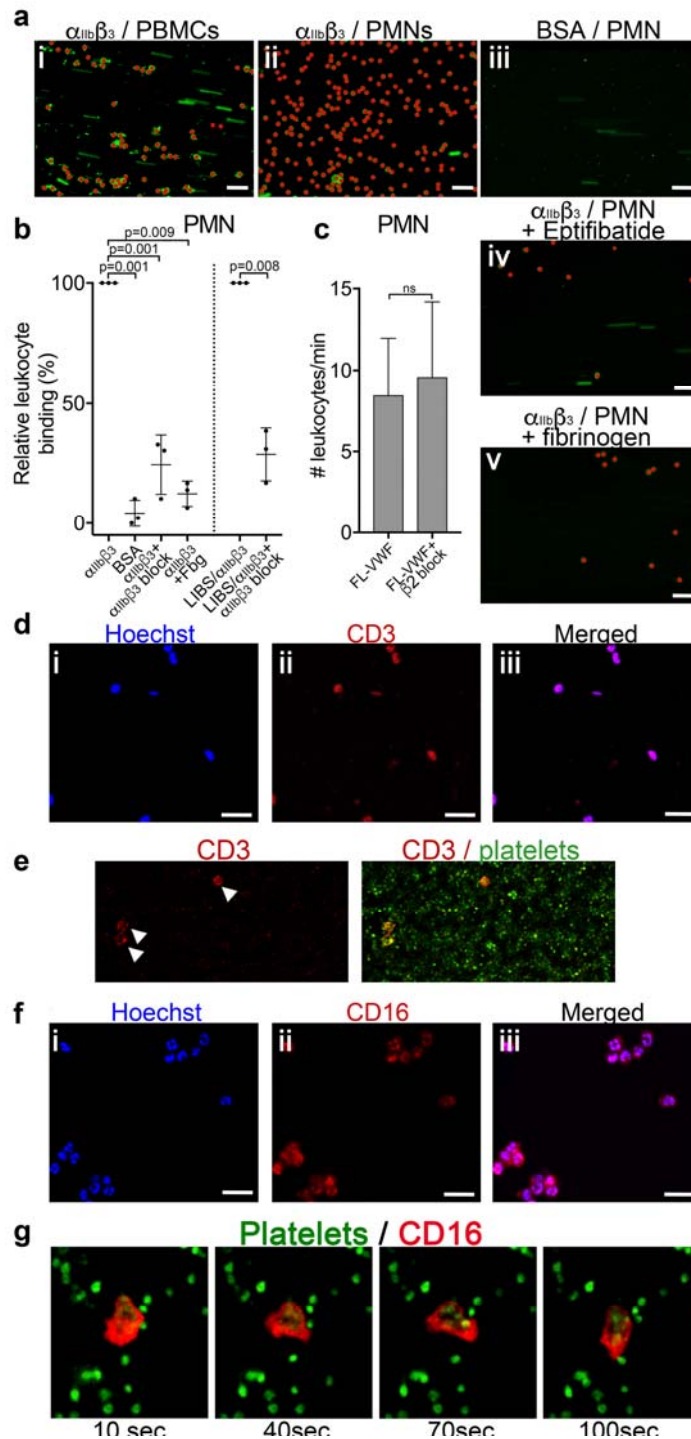 a
αIIbβ3 / PBMCs
αIIbβ3 / PMNs
BSA / PMN
i
ii
iii
b
PMN
p=0.009
p=0.001
p=0.001
p=0.008
Relative leukocyte
binding (%)
100
50
0
αIIbβ3
BSA
αIIbβ3+
αIIbβ3 block
αIIbβ3
+Fbg
LIBS/αIIbβ3
LIBS/αIIbβ3+
αIIbβ3 block
c
PMN
ns
# leukocytes/min
15
10
5
0
FL-VWF
FL-VWF+
β2 block
αIIbβ3 / PMN
+ Eptifibatide
iv
αIIbβ3 / PMN
+ fibrinogen
v
d
Hoechst
CD3
Merged
i
ii
iii
e
CD3
CD3 / platelets
f
Hoechst
CD16
Merged
i
ii
iii
g
Platelets / CD16
10 sec
40sec
70sec
100sec